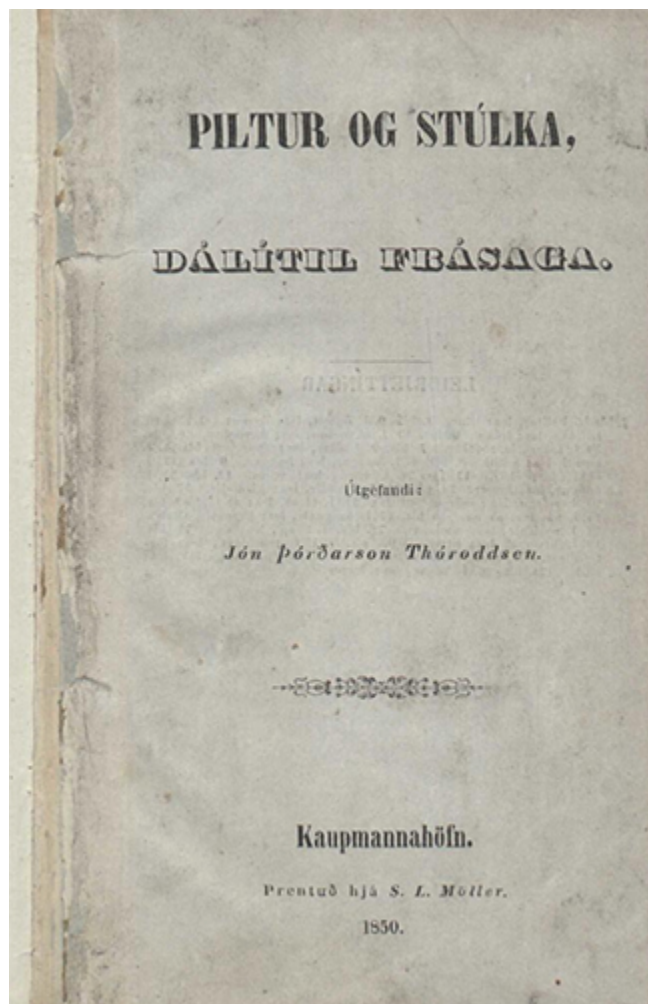 PILTUR OG STÚLKA,
DÁLÍTIL FRÁSAGA.
Útgefandi:
Jón Þórðarson Thóroddsen.
Kaupmannahöfn.
Prentuð hjá S. L. Möller.
1850.